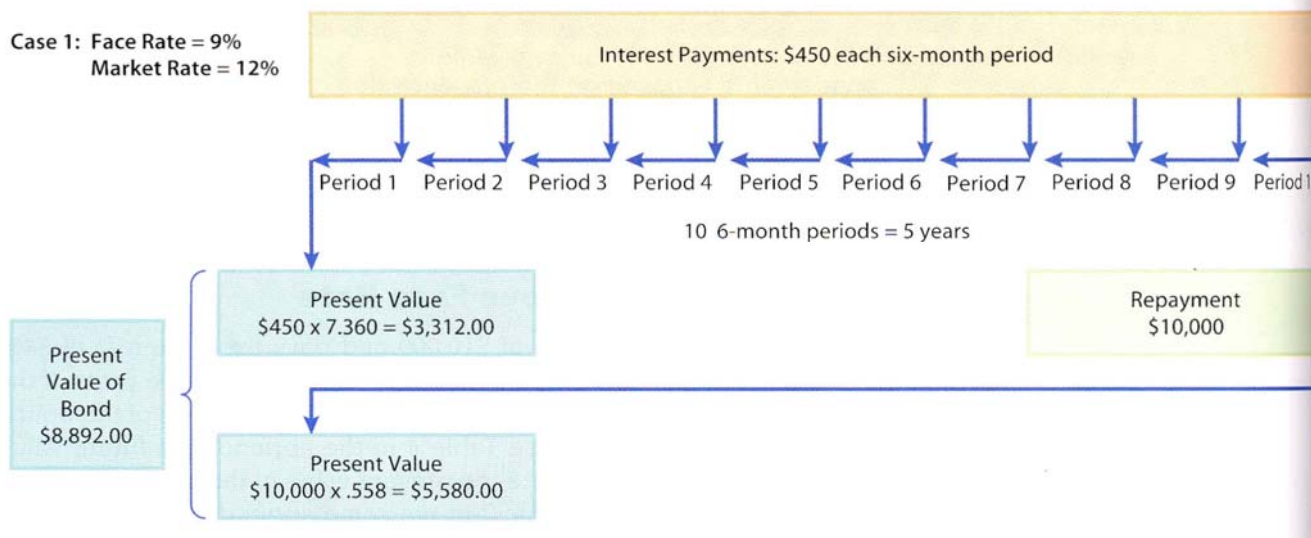 Case 1: Face Rate = 9%
Market Rate = 12%
Interest Payments: $450 each six-month period
Period 1 Period 2 Period 3 Period 4 Period 5 Period 6 Period 7 Period 8 Period 9 Period 1
10 6-month periods = 5 years
Present Value
$450 x 7.360 = $3,312.00
Repayment
$10,000
Present
Value of
Bond
$8,892.00
Present Value
$10,000 x .558 = $5,580.00